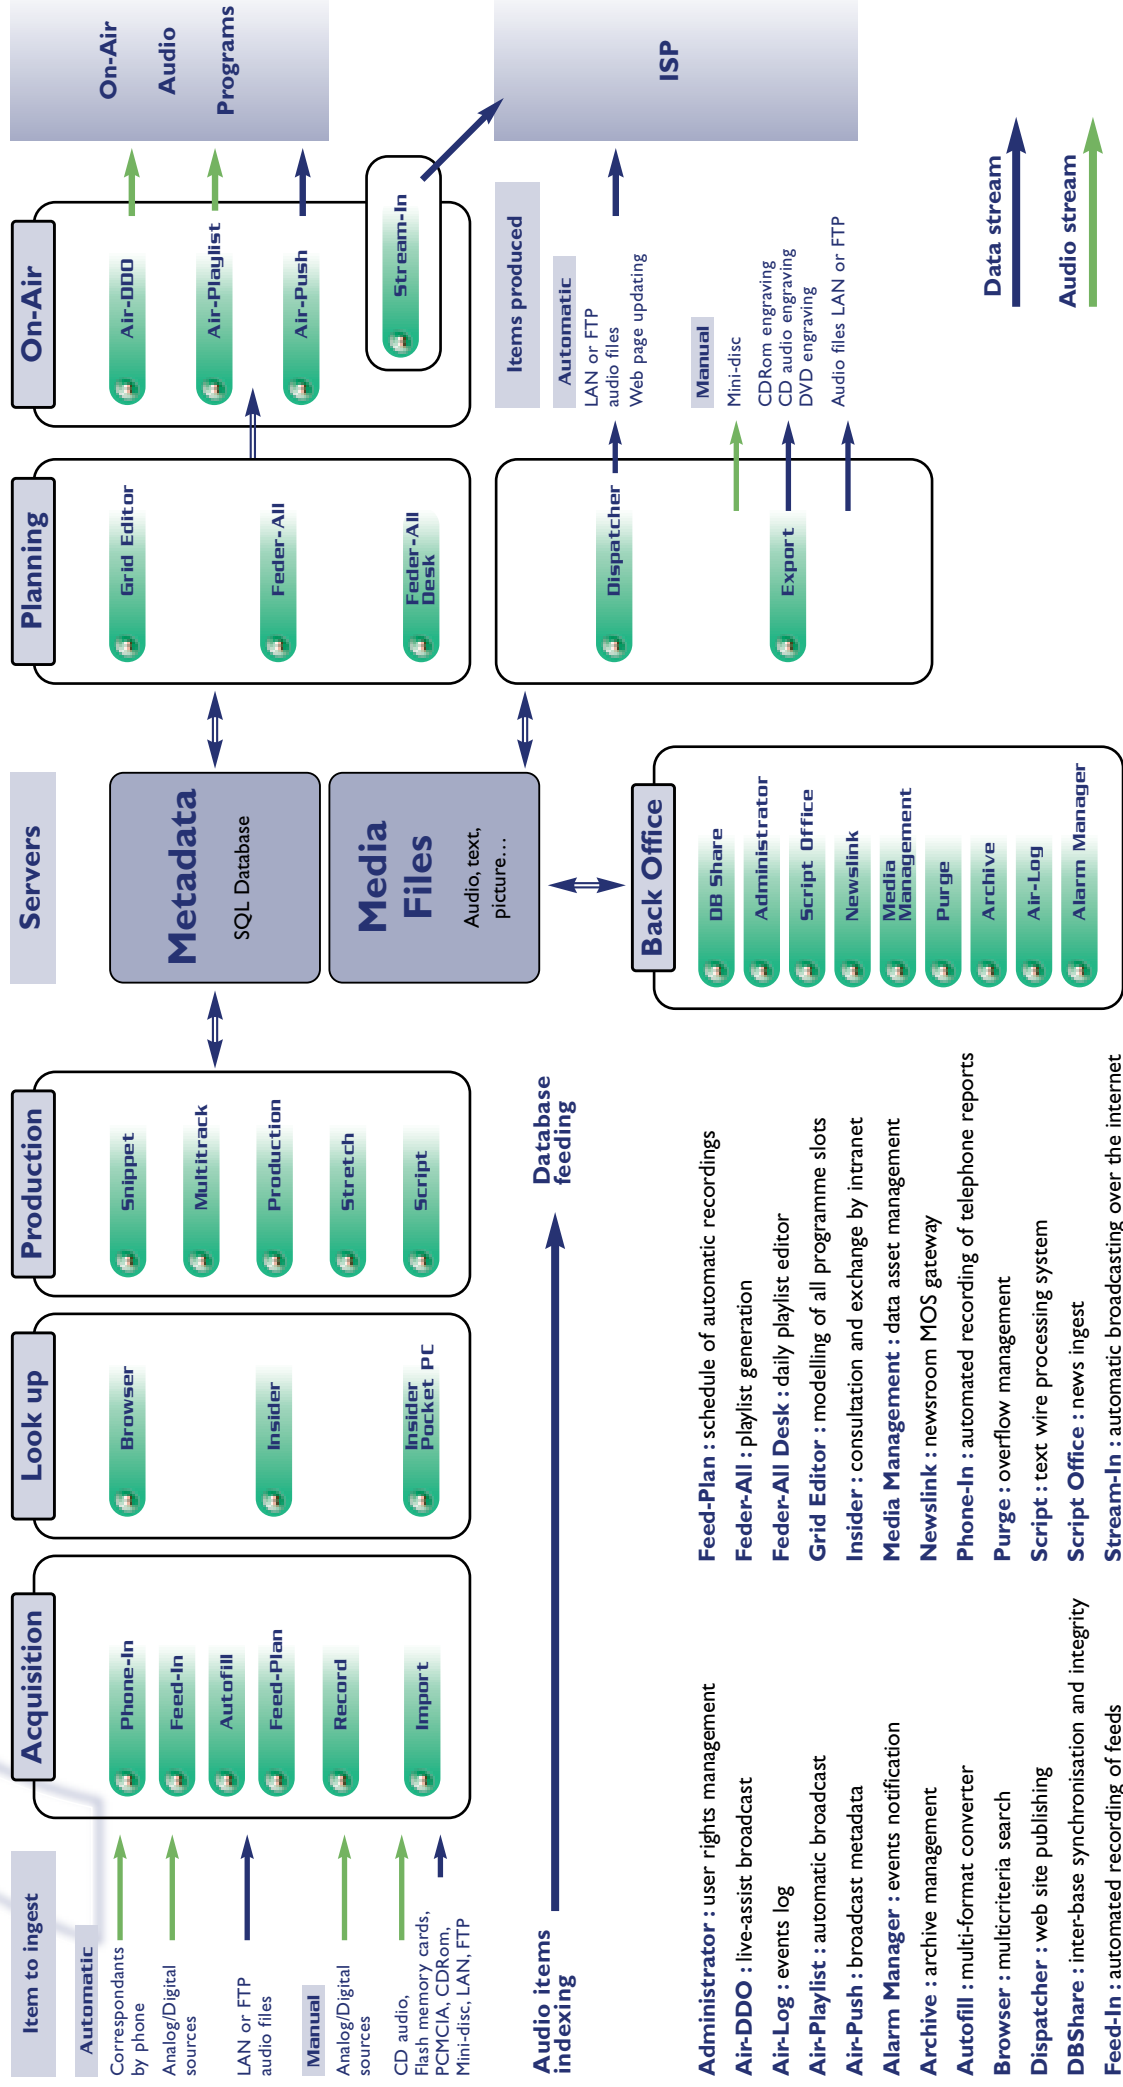 Item to ingest
Automatic
Correspondants
by phone
Analog/Digital
sources
LAN or FTP
audio files
Manual
Analog/Digital
sources
CD audio,
Flash memory cards,
PCMCIA, CDRom,
Mini-disc, LAN, FTP
Acquisition
Phone-In
Feed-In
Autofill
Feed-Plan
Record
Import
Look up
Browser
Insider
Insider
Pocket PC
Production
Snippet
Multitrack
Production
Stretch
Script
Audio items
indexing
Database
feeding
Servers
Metadata
SQL Database
Media
Files
Audio, text,
picture...
Planning
Grid Editor
Feder-All
Feder-All
Desk
On-Air
Air-DDO
Air-Playlist
Air-Push
Stream-In
On-Air
Audio
Programs
ISP
Dispatcher
Export
Items produced
Automatic
LAN or FTP
audio files
Web page updating
Manual
Mini-disc
CDRom engraving
CD audio engraving
DVD engraving
Audio files LAN or FTP
Back Office
DB Share
Administrator
Script Office
Newslink
Media
Management
Purge
Archive
Air-Log
Alarm Manager
Data stream
Audio stream
Administrator : user rights management
Air-DDO : live-assist broadcast
Air-Log : events log
Air-Playlist : automatic broadcast
Air-Push : broadcast metadata
Alarm Manager : events notification
Archive : archive management
Autofill : multi-format converter
Browser : multicriteria search
Dispatcher : web site publishing
DBShare : inter-base synchronisation and integrity
Feed-In : automated recording of feeds
Feed-Plan : schedule of automatic recordings
Feder-All : playlist generation
Feder-All Desk : daily playlist editor
Grid Editor : modelling of all programme slots
Insider : consultation and exchange by intranet
Media Management : data asset management
Newslink : newsroom MOS gateway
Phone-In : automated recording of telephone reports
Purge : overflow management
Script : text wire processing system
Script Office : news ingest
Stream-In : automatic broadcasting over the internet